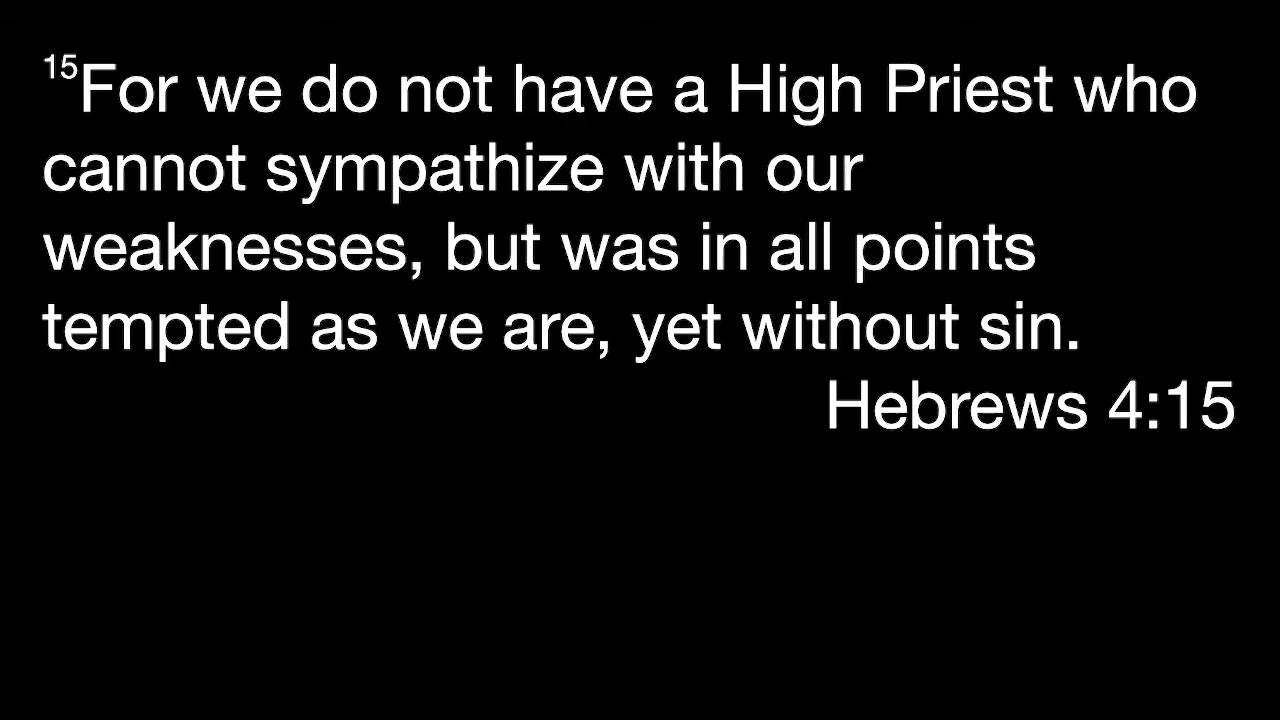 15For we do not have a High Priest who
cannot sympathize with our
weaknesses, but was in all points
tempted as we are, yet without sin.
Hebrews 4:15